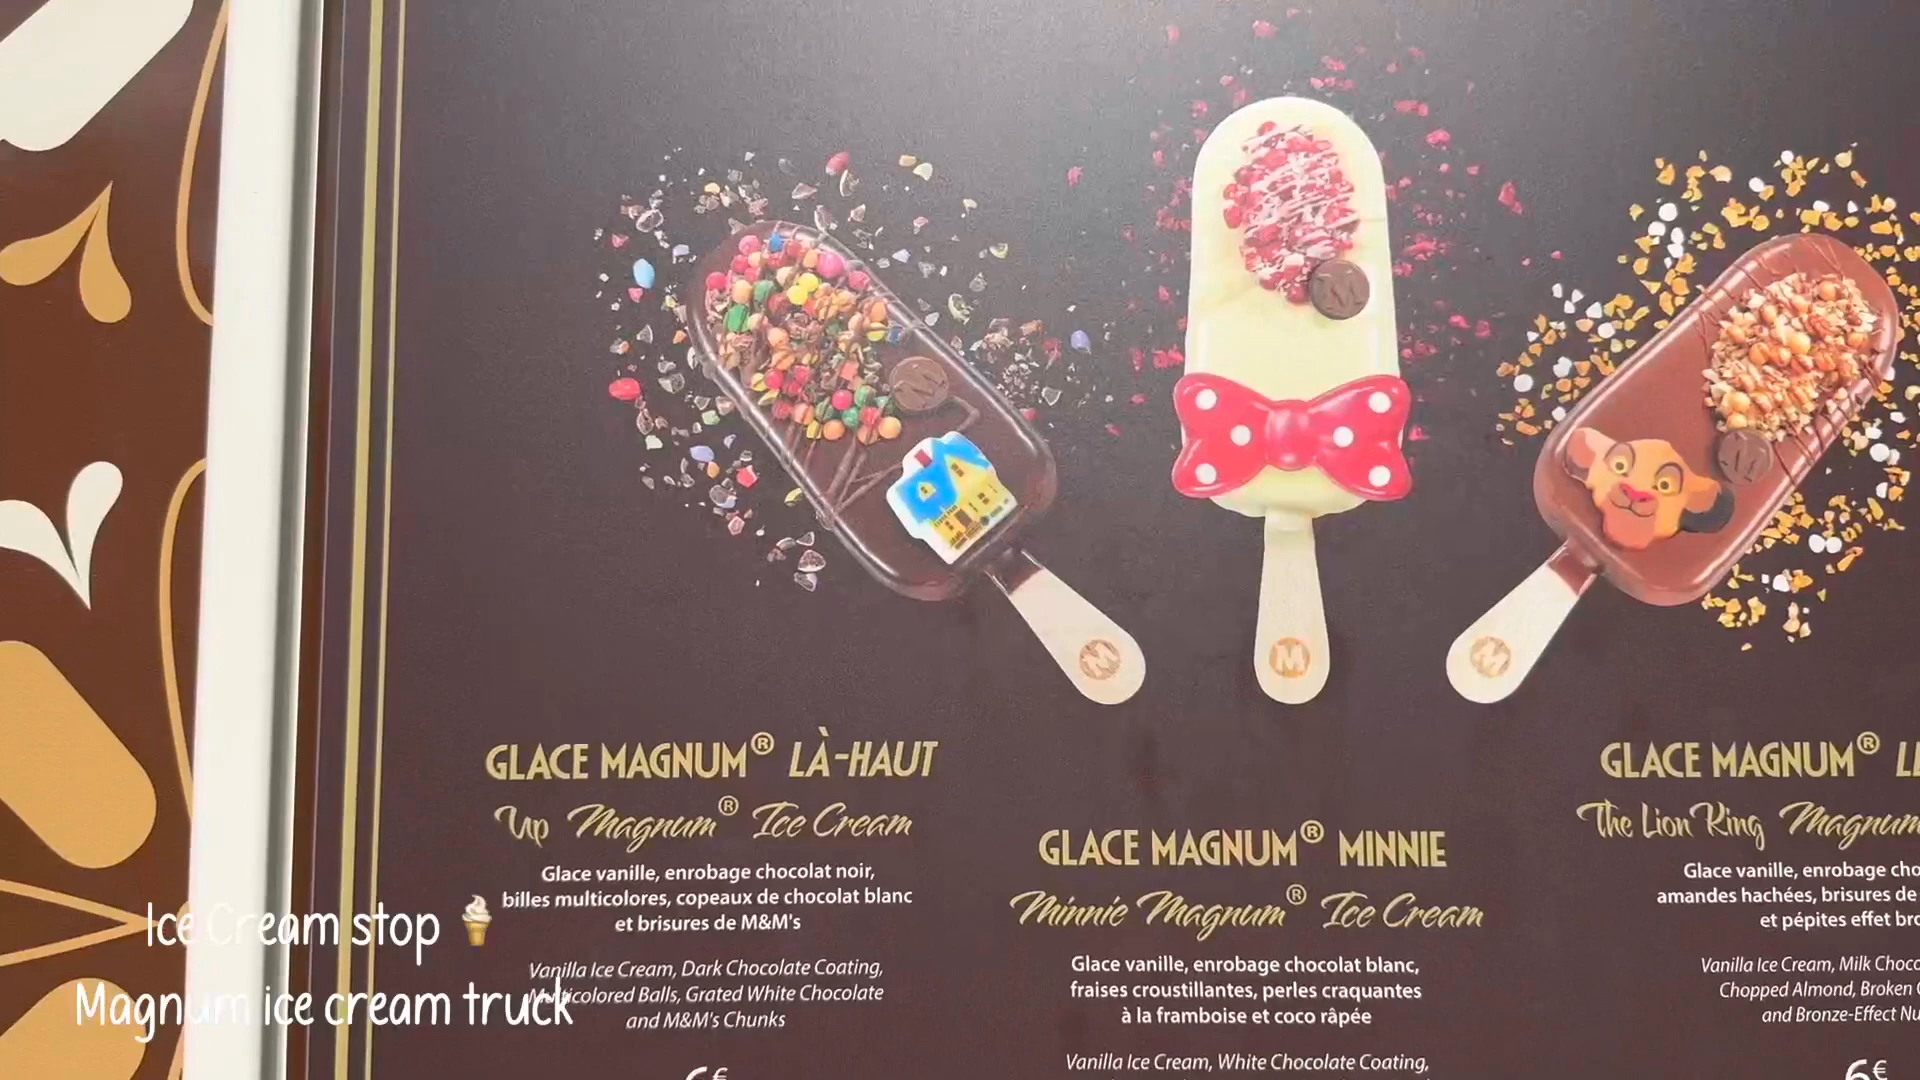 GLACE MAGNUM® LÀ-HAUT
Up Magnum® Ice Cream
Glace vanille, enrobage chocolat noir,
billes multicolores, copeaux de chocolat blanc
et brisures de M&M's
Vanilla Ice Cream, Dark Chocolate Coating,
Multicolored Balls, Grated White Chocolate
and M&M's Chunks
6€
GLACE MAGNUM® MINNIE
Minnie Magnum® Ice Cream
Glace vanille, enrobage chocolat blanc,
fraises croustillantes, perles craquantes
à la framboise et coco râpée
Vanilla Ice Cream, White Chocolate Coating,
GLACE MAGNUM®
The Lion King Magnum
Glace vanille, enrobage
amandes hachées, brisures de
et pépites effet
Vanilla Ice Cream, Milk
Chopped Almond, Broken
and Bronze-Effect
6€
Ice Cream stop 🍦
Magnum ice cream truck